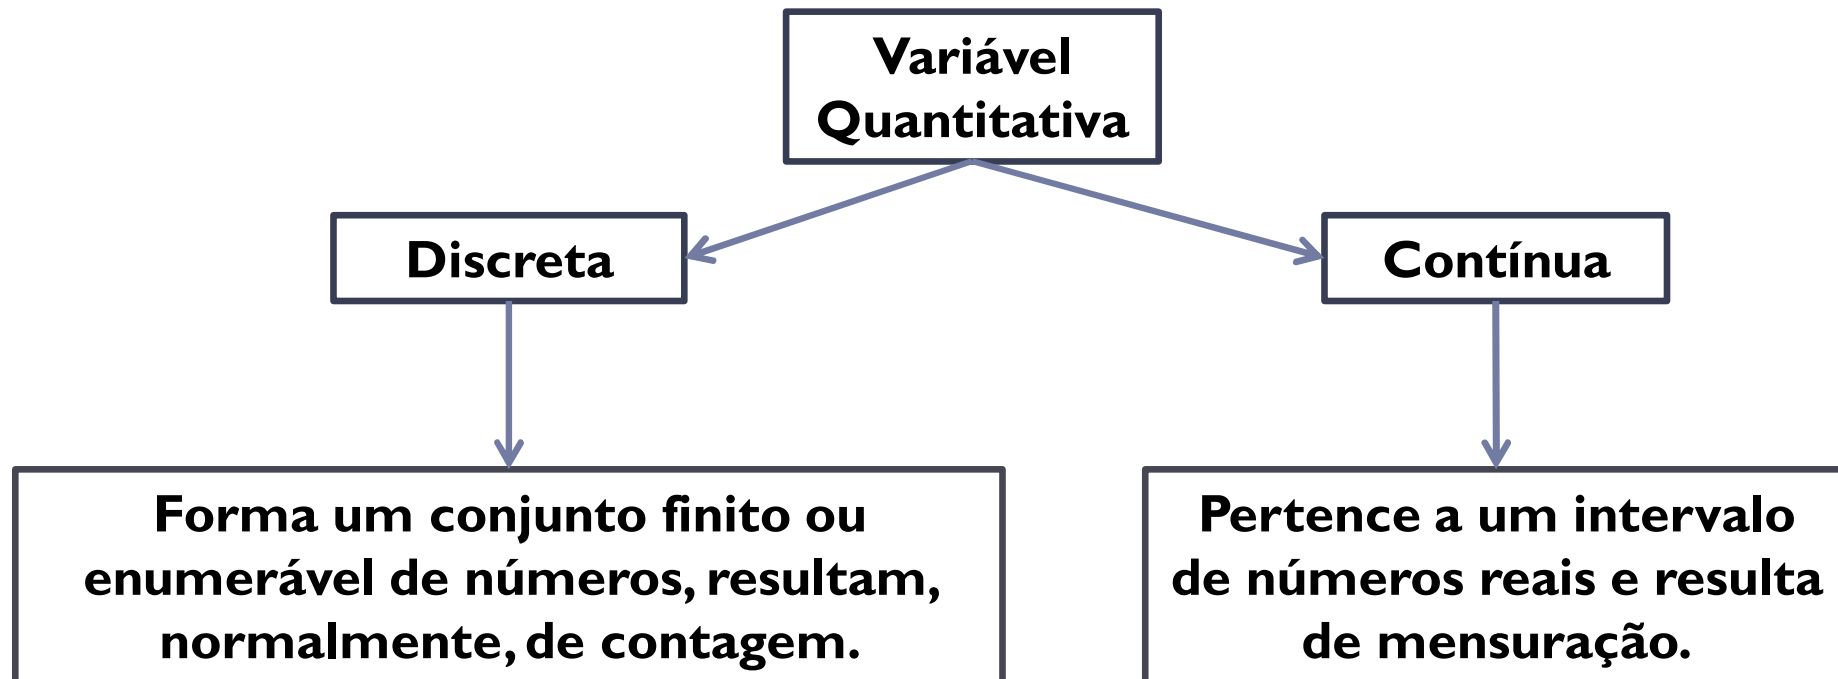 Variável
Quantitativa
Discreta
Contínua
Forma um conjunto finito ou
enumerável de números, resultam,
normalmente, de contagem.
Pertence a um intervalo
de números reais e resulta
de mensuração.